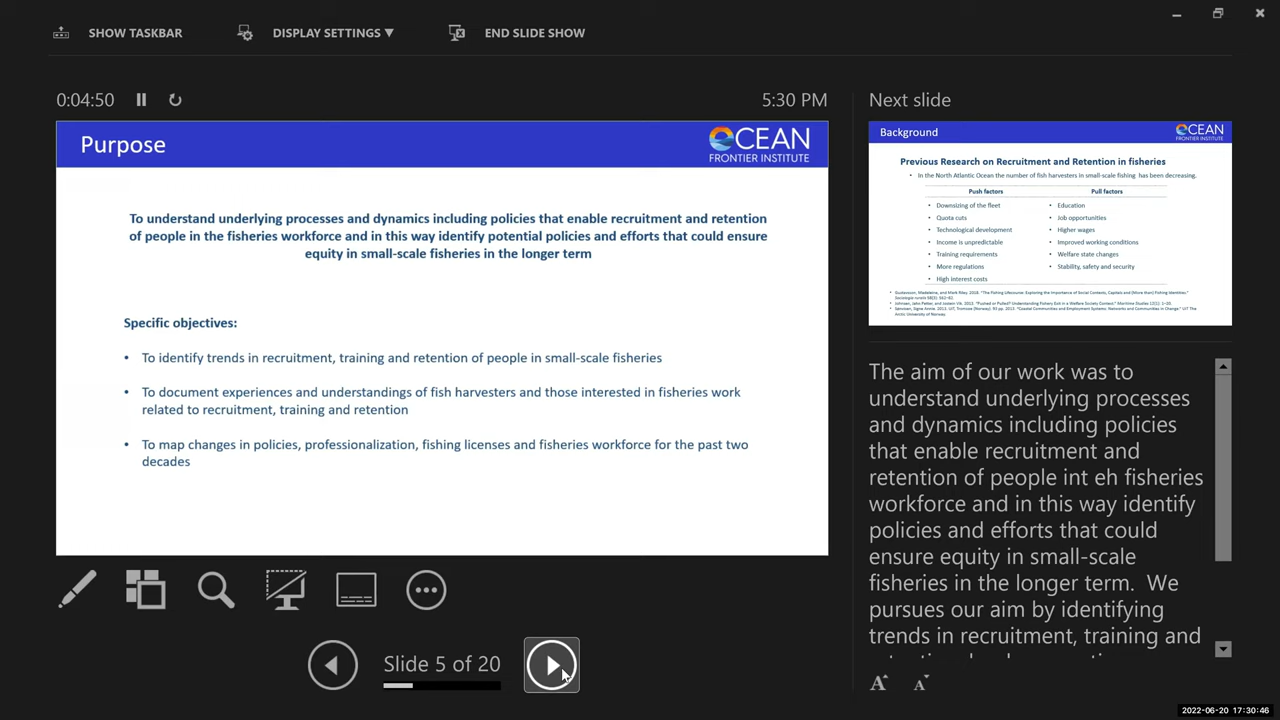 SHOW TASKBAR
DISPLAY SETTINGS ▼
END SLIDE SHOW
0:04:50
5:30 PM
Purpose
OCEAN
FRONTIER INSTITUTE
To understand underlying processes and dynamics including policies that enable recruitment and retention
of people in the fisheries workforce and in this way identify potential policies and efforts that could ensure
equity in small-scale fisheries in the longer term
Specific objectives:
• To identify trends in recruitment, training and retention of people in small-scale fisheries
• To document experiences and understandings of fish harvesters and those interested in fisheries work
related to recruitment, training and retention
• To map changes in policies, professionalization, fishing licenses and fisheries workforce for the past two
decades
Slide 5 of 20
Next slide
Background
OCEAN
FRONTIER INSTITUTE
Previous Research on Recruitment and Retention in fisheries
• In the North Atlantic Ocean the number of fish harvesters in small-scale fishing has been decreasing.
Push factors
• Downsizing of the fleet
• Quota cuts
• Technological development
• Income is unpredictable
• Training requirements
• More regulations
• High interest costs
Pull factors
• Education
• Job opportunities
• Higher wages
• Improved working conditions
• Welfare state changes
• Stability, safety and security
The aim of our work was to
understand underlying processes
and dynamics including policies
that enable recruitment and
retention of people int eh fisheries
workforce and in this way identify
policies and efforts that could
ensure equity in small-scale
fisheries in the longer term. We
pursues our aim by identifying
trends in recruitment, training and
A A
2022-06-20 17:30:46